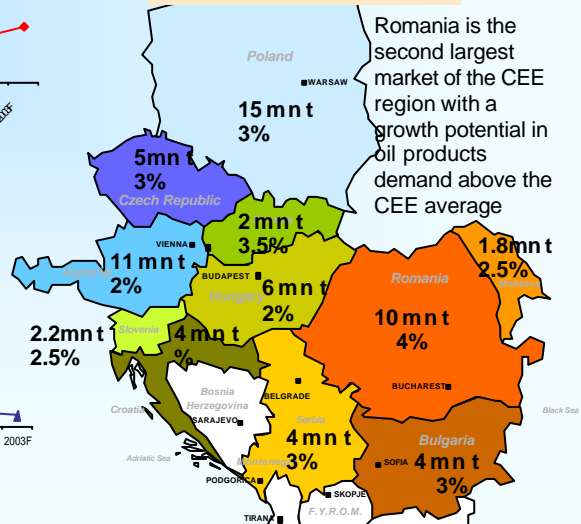 Romania is the
second largest
market of the CEE
region with a
growth potential in
oil products
demand above the
CEE average
Poland
WARSAW
15 mn t
3%
5mn t
3%
Czech Republic
2 mn t
3.5%
VIENNA
11 mn t
2%
Austria
BUDAPEST
6 mn t
2%
Hungary
1.8mn t
2.5%
Moldova
Romania
10 mn t
4%
BUCHAREST
2.2mn t
2.5%
Slovenia
4 mn t
%
Croatia
Bosnia
Herzegovina
SARAJEVO
BELGRADE
Serbia
4 mn t
3%
Montenegro
PODGORICA
Bulgaria
SOFIA
4 mn t
3%
Black Sea
Adriatic Sea
SKOPJE
F.Y.R.O.M.
TIRANA
2003F